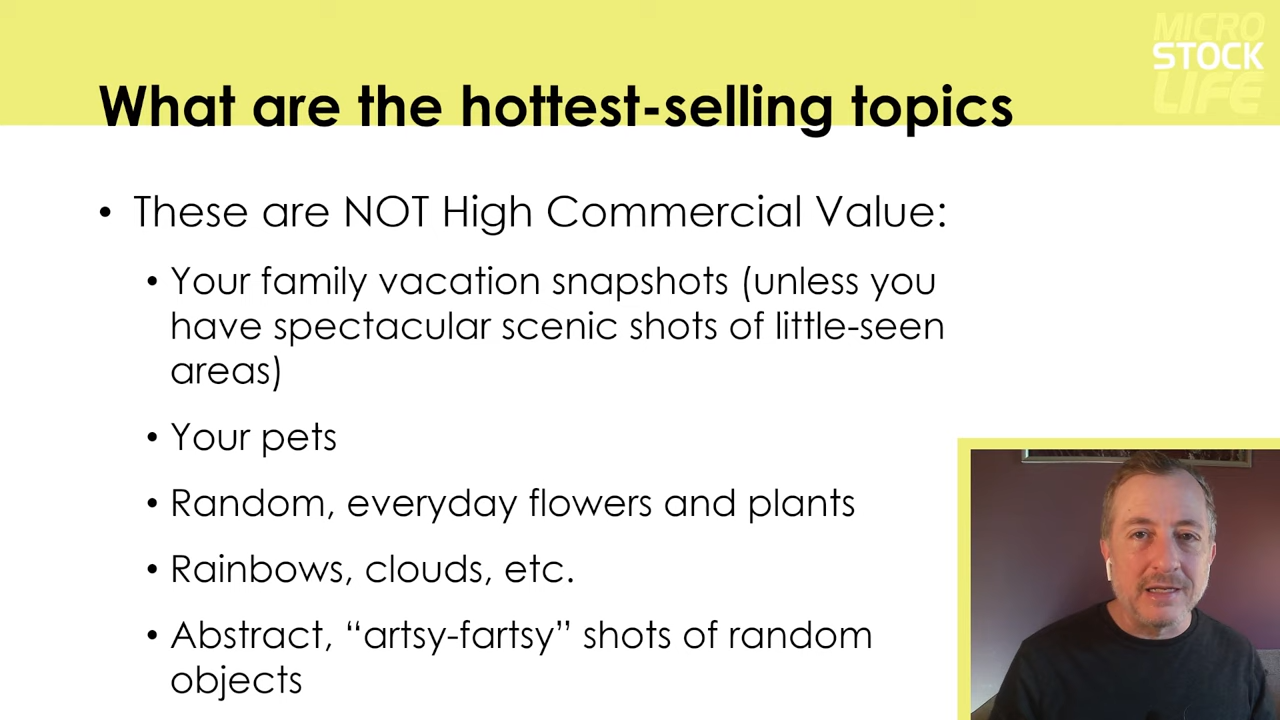 MICRO
STOCK
LIFE
What are the hottest-selling topics
• These are NOT High Commercial Value:
• Your family vacation snapshots (unless you
have spectacular scenic shots of little-seen
areas)
• Your pets
• Random, everyday flowers and plants
• Rainbows, clouds, etc.
• Abstract, “artsy-fartsy” shots of random
objects